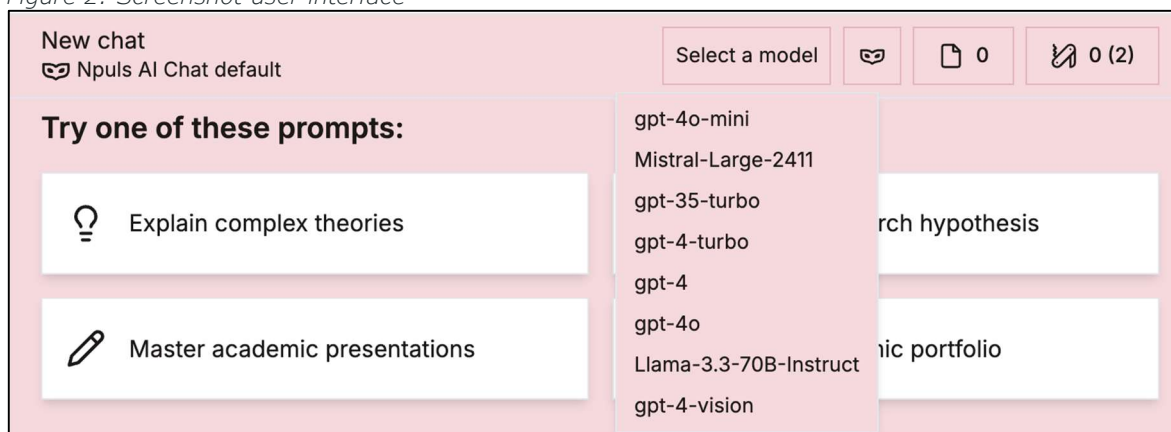 Figure 2: Screenshot user interface
New chat
Npuls AI Chat default
Select a model
0
0 (2)
Try one of these prompts:
gpt-4o-mini
Mistral-Large-2411
gpt-35-turbo
gpt-4-turbo
gpt-4
gpt-4o
Llama-3.3-70B-Instruct
gpt-4-vision
Explain complex theories
hypothesis
Master academic presentations
portfolio